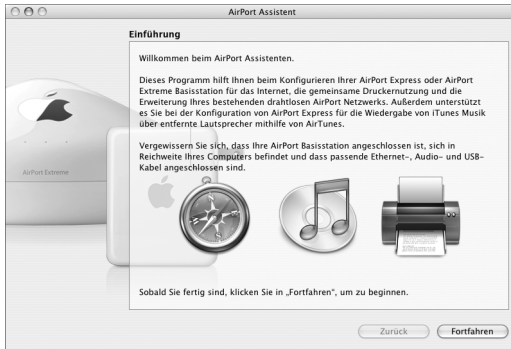 AirPort Assistent
Einführung
Willkommen beim AirPort Assistenten.
Dieses Programm hilft Ihnen beim Konfigurieren Ihrer AirPort Express oder AirPort
Extreme Basisstation für das Internet, die gemeinsame Druckernutzung und die
Erweiterung Ihres bestehenden drahtlosen AirPort Netzwerks. Außerdem unterstützt
es Sie bei der Konfiguration von AirPort Express für die Wiedergabe von iTunes Musik
über entfernte Lautsprecher mithilfe von AirTunes.
Vergewissern Sie sich, dass Ihre AirPort Basisstation angeschlossen ist, sich in
Reichweite Ihres Computers befindet und dass passende Ethernet-, Audio- und USB-
Kabel angeschlossen sind.
AirPort Extreme
Sobald Sie fertig sind, klicken Sie in „Fortfahren“, um zu beginnen.
Zurück
Fortfahren